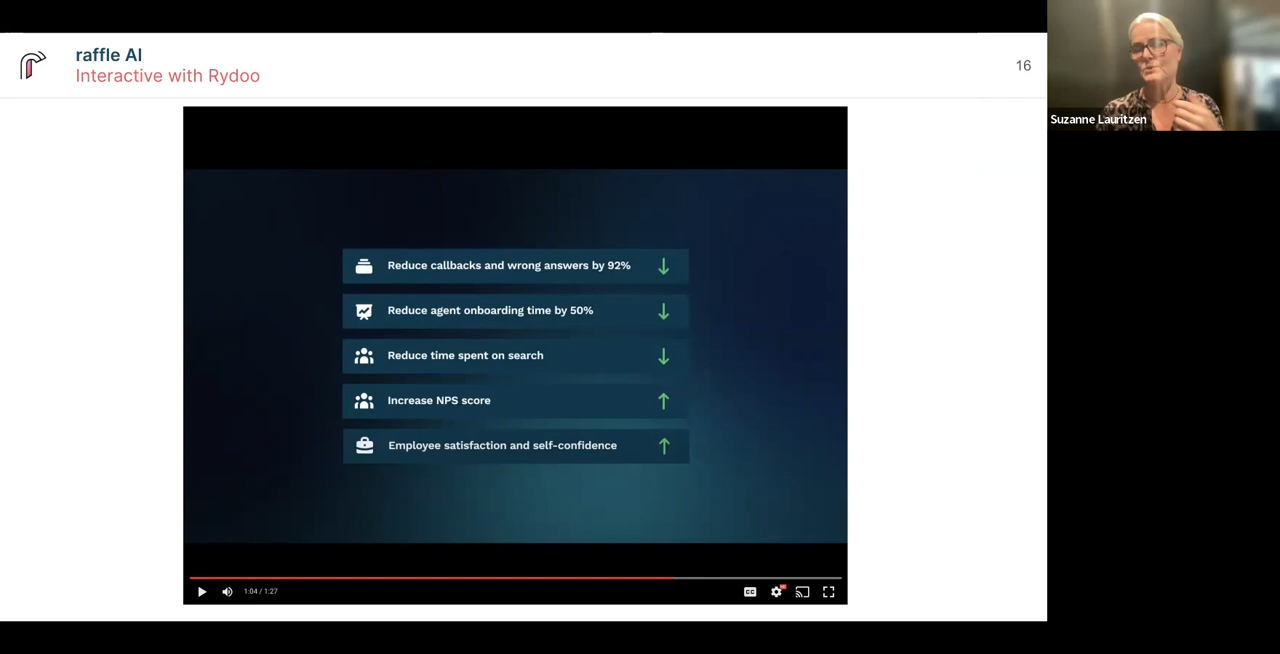 raffle AI
Interactive with Rydoo
16
Suzanne Lauritzen
Reduce callbacks and wrong answers by 92%
Reduce agent onboarding time by 50%
Reduce time spent on search
Increase NPS score
Employee satisfaction and self-confidence
1:04 / 1:27
CC